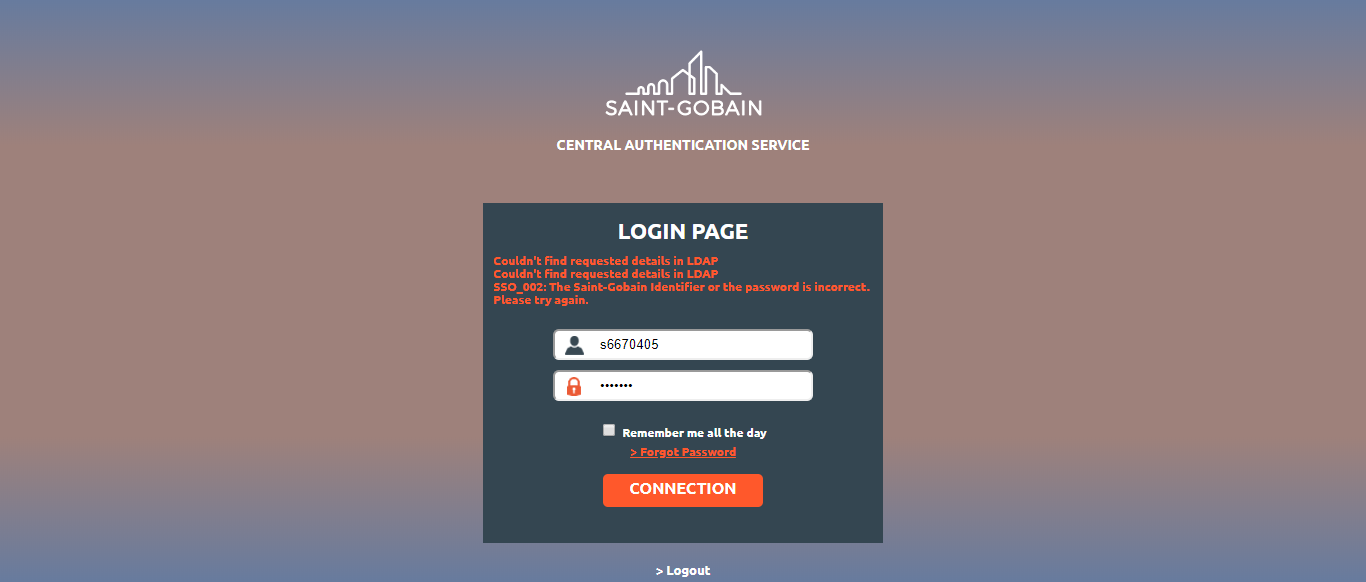 SAINT-GOBAIN
CENTRAL AUTHENTICATION SERVICE
LOGIN PAGE
Couldn't find requested details in LDAP
Couldn't find requested details in LDAP
SSO_002: The Saint-Gobain Identifier or the password is incorrect.
Please try again.
s6670405
•••••••
Remember me all the day
> Forgot Password
CONNECTION
> Logout